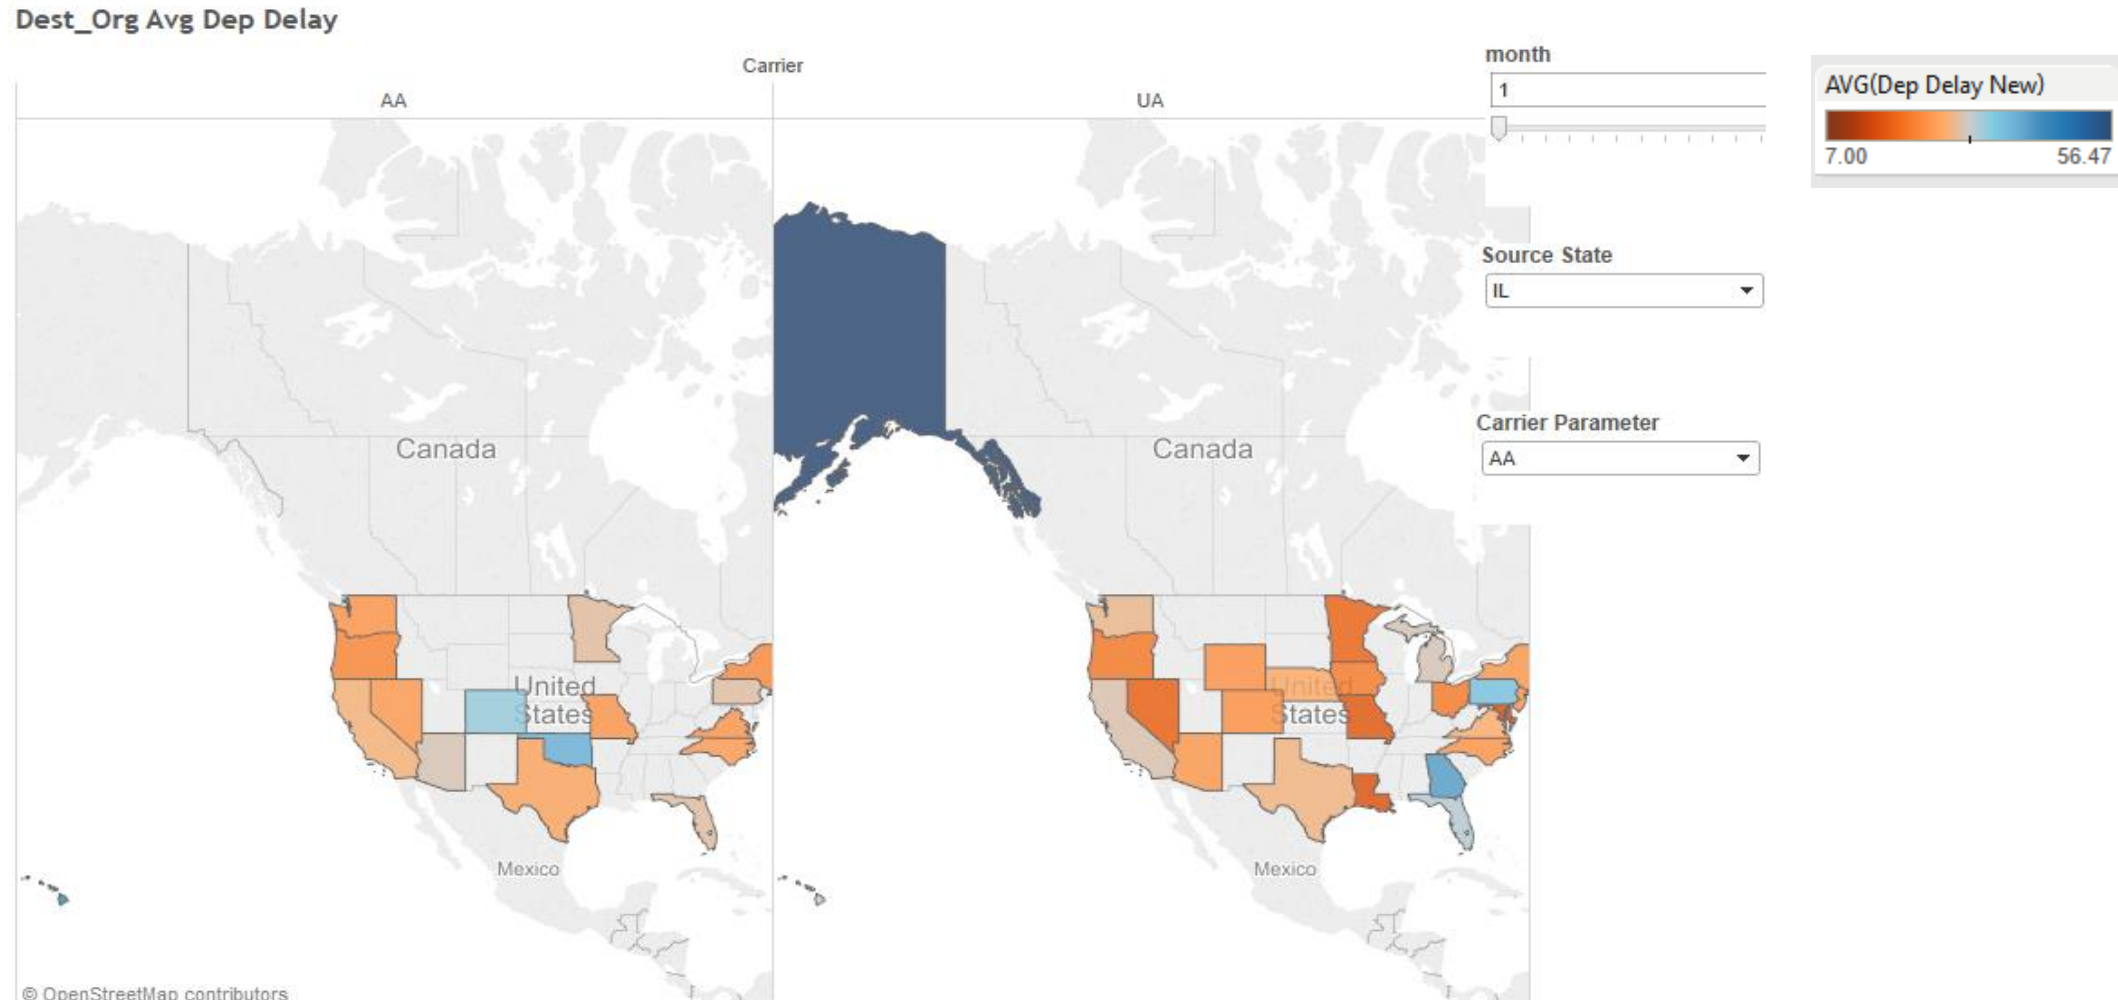 Dest_Org Avg Dep Delay
Carrier
AA
UA
Canada
United
States
Mexico
Canada
United
States
Mexico
© OpenStreetMap contributors
month
1
Source State
IL
Carrier Parameter
AA
AVG(Dep Delay New)
7.00 56.47